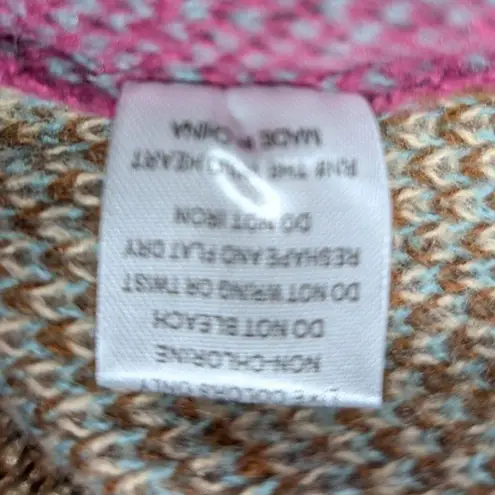 COLORS ONLY
NON-CHLORINE
DO NOT BLEACH
DO NOT WRING OR TWIST
RESHAPE AND FLAT DRY
DO NOT IRON
RN# THE HEART
MADE IN CHINA